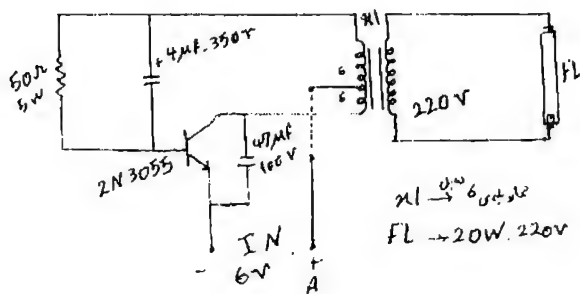 x1
50Ω
5W
+ 4μf. 350V
6
6
220V
FL
2N3055
47μf
100V
IN
-
+
6V
A
x1 → 6
FL → 20W. 220V